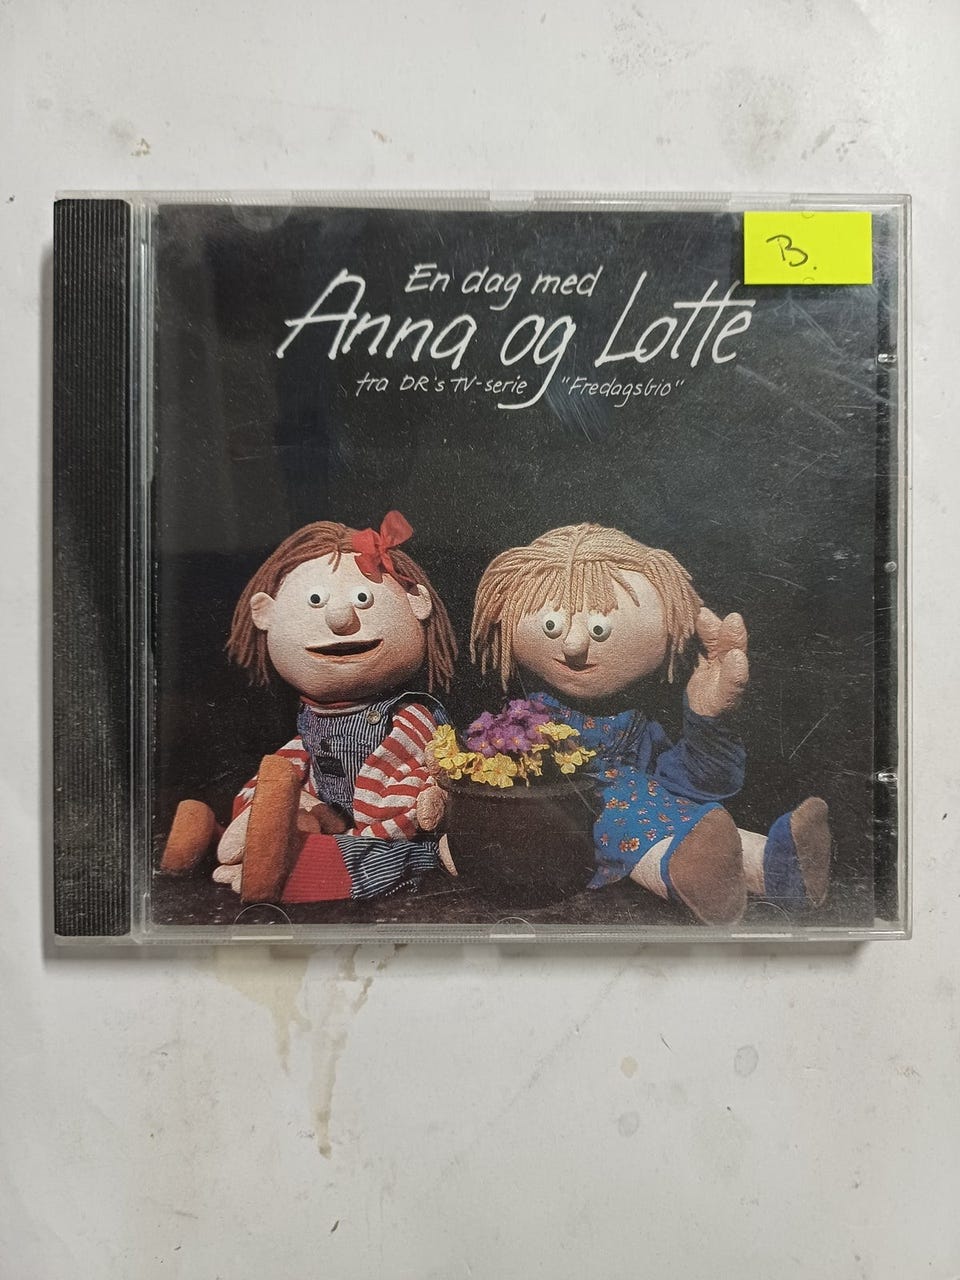 B.
En dag med
Anna og Lotte
fra DR's TV-serie "Fredagsbio"